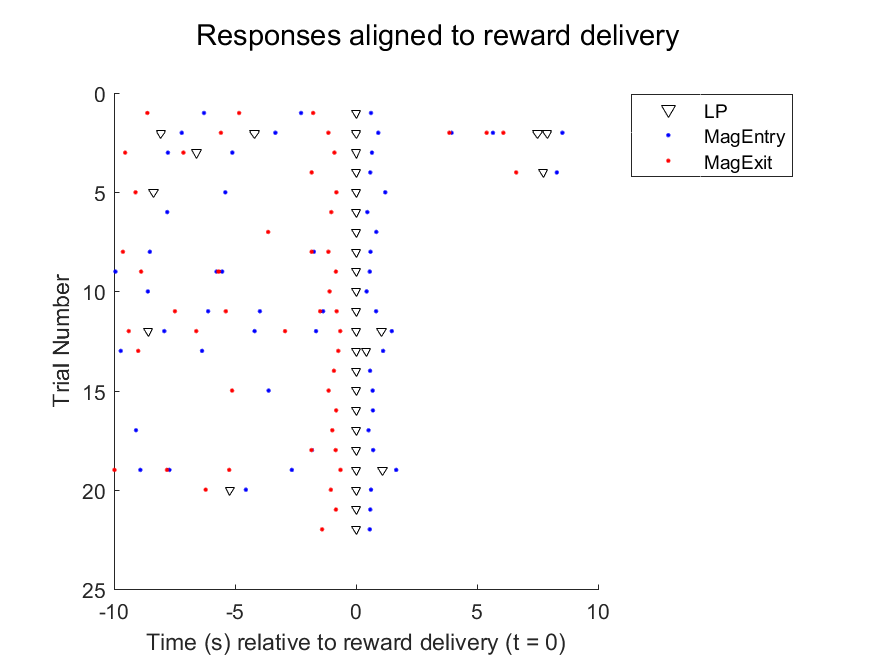 Responses aligned to reward delivery
LP
MagEntry
MagExit
0
5
10
15
20
25
Trial Number
-10
-5
0
5
10
Time (s) relative to reward delivery (t = 0)